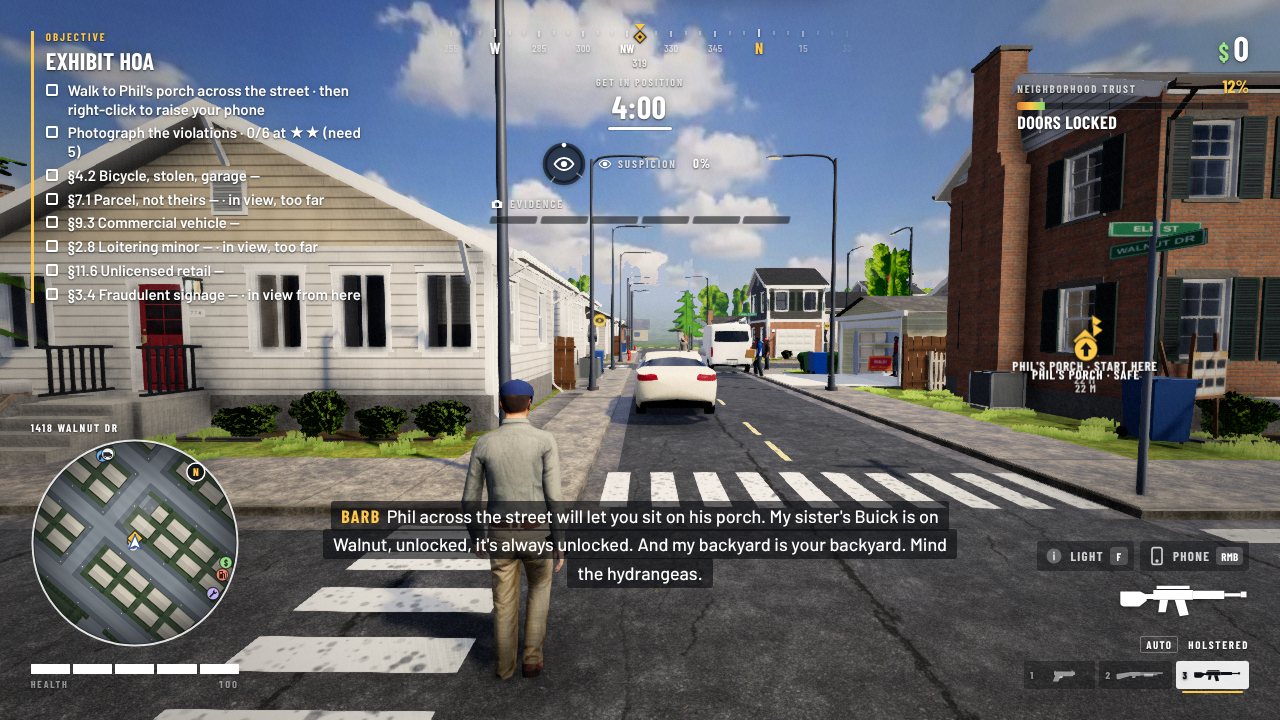 OBJECTIVE
EXHIBIT HOA
Walk to Phil's porch across the street · then
right-click to raise your phone
Photograph the violations · 0/6 at ★★ (need
5)
§4.2 Bicycle, stolen, garage —
§7.1 Parcel, not theirs — · in view, too far
§9.3 Commercial vehicle —
§2.8 Loitering minor — · in view, too far
§11.6 Unlicensed retail —
§3.4 Fraudulent signage — · in view from here
255 W 285 300 NW 330 345 N 15 30
319
GET IN POSITION
4:00
SUSPICION 0%
EVIDENCE
$0
NEIGHBORHOOD TRUST 12%
DOORS LOCKED
ELM ST
WALNUT DR
PHIL'S PORCH · START HERE
PHIL'S PORCH · SAFE
22 M
1418 WALNUT DR
N
BARB Phil across the street will let you sit on his porch. My sister's Buick is on
Walnut, unlocked, it's always unlocked. And my backyard is your backyard. Mind
the hydrangeas.
LIGHT F PHONE RMB
AUTO HOLSTERED
1 2 3
HEALTH 100